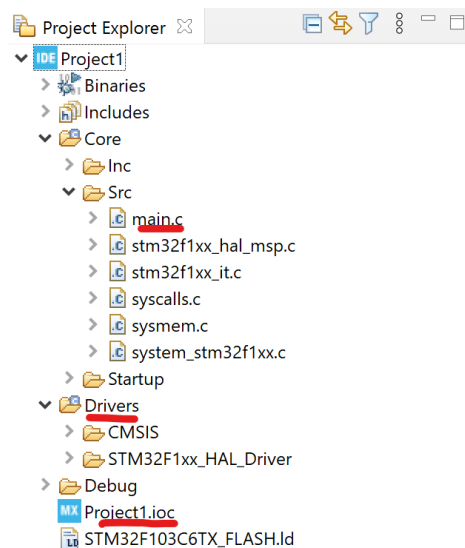 Project Explorer
IDE Project1
Binaries
Includes
Core
Inc
Src
.c main.c
.c stm32f1xx_hal_msp.c
.c stm32f1xx_it.c
.c syscalls.c
.c sysmem.c
.c system_stm32f1xx.c
Startup
Drivers
CMSIS
STM32F1xx_HAL_Driver
Debug
MX Project1.ioc
LD STM32F103C6TX_FLASH.ld